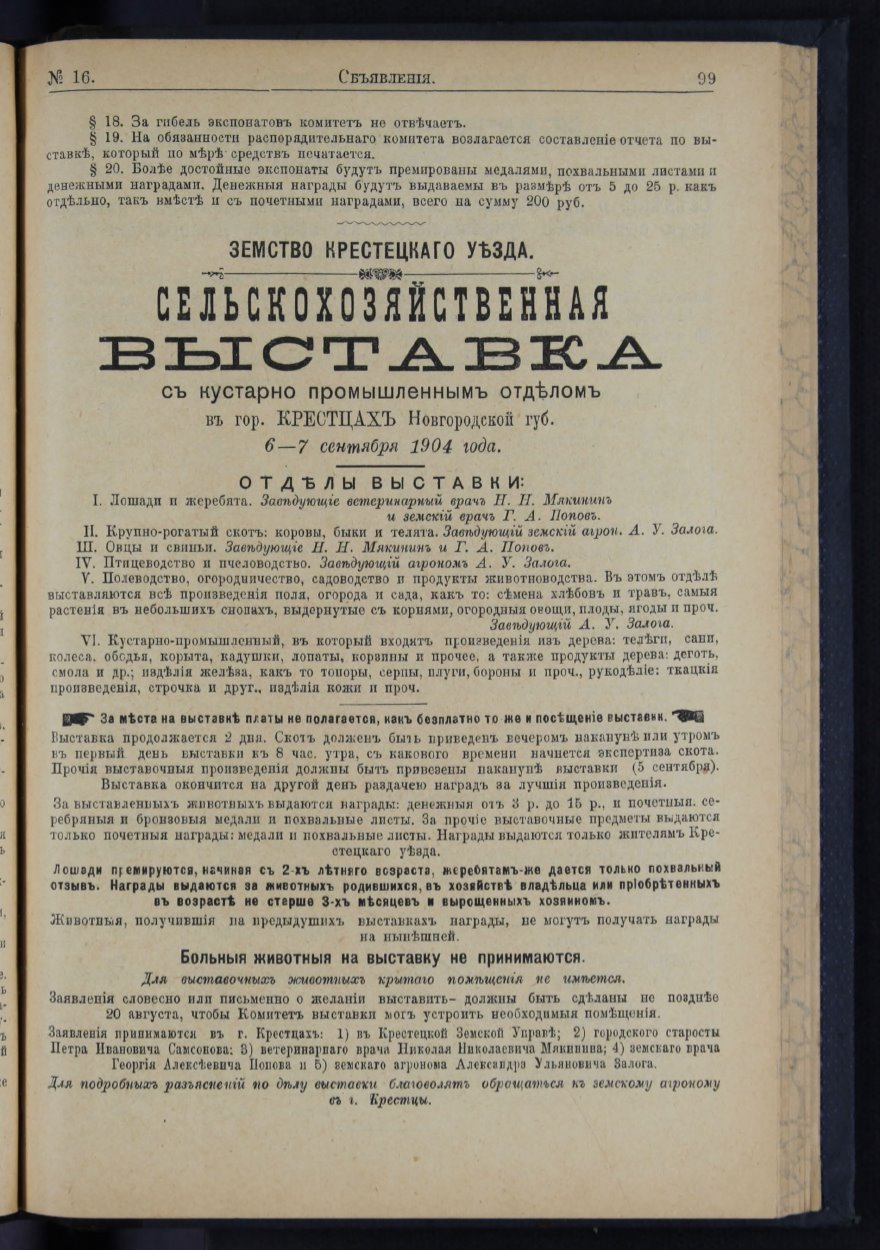 № 16.
Объявленія.
99
§ 18. За гибель экспонатовъ комитетъ не отвѣчаетъ.
§ 19. На обязанности распорядительнаго комитета возлагается составленіе отчета по вы-
ставкѣ, который по мѣрѣ средствъ печатается.
§ 20. Болѣе достойные экспонаты будутъ премированы медалями, похвальными листами и
денежными наградами. Денежныя награды будутъ выдаваемы въ размѣрѣ отъ 5 до 25 р. какъ
отдѣльно, такъ вмѣстѣ и съ почетными наградами, всего на сумму 200 руб.
ЗЕМСТВО КРЕСТЕЦКАГО УѢЗДА.
СЕЛЬСКОХОЗЯЙСТВЕННАЯ
ВЫСТАВКА
съ кустарно промышленнымъ отдѣломъ
въ гор. КРЕСТЦАХЪ Новгородской губ.
6—7 сентября 1904 года.
ОТДѢЛЫ ВЫСТАВКИ:
I. Лошади и жеребята. Завѣдующіе ветеринарный врачъ Н. Н. Мякининъ
и земскій врачъ Г. А. Поповъ.
II. Крупно-рогатый скотъ: коровы, быки и телята. Завѣдующій земскій агрон. А. У. Залога.
III. Овцы и свиньи. Завѣдующіе Н. Н. Мякининъ и Г. А. Поповъ.
IV. Птицеводство и пчеловодство. Завѣдующій агрономъ А. У. Залога.
V. Полеводство, огородничество, садоводство и продукты животноводства. Въ этомъ отдѣлѣ
выставляются всѣ произведенія поля, огорода и сада, какъ то: сѣмена хлѣбовъ и травъ, самыя
растенія въ небольшихъ снопахъ, выдернутые съ корнями, огородныя овощи, плоды, ягоды и проч.
Завѣдующій А. У. Залога.
VI. Кустарно-промышленный, въ который входятъ произведенія изъ дерева: телѣги, сани,
колеса, ободья, корыта, кадушки, лопаты, корзины и прочее, а также продукты дерева: деготь,
смола и др.; издѣлія желѣза, какъ то топоры, серпы, плуги, бороны и проч., рукодѣліе: ткацкія
произведенія, строчка и друг., издѣлія кожи и проч.
За мѣста на выставкѣ платы не полагается, какъ безплатно то же и посѣщеніе выставки.
Выставка продолжается 2 дня. Скотъ долженъ быть приведенъ вечеромъ наканунѣ или утромъ
въ первый день выставки къ 8 час. утра, съ какового времени начнется экспертиза скота.
Прочія выставочныя произведенія должны быть привезены наканунѣ выставки (5 сентября).
Выставка окончится на другой день раздачею наградъ за лучшія произведенія.
За выставленныхъ животныхъ выдаются награды: денежныя отъ 3 р. до 15 р., и почетныя. се-
ребряныя и бронзовыя медали и похвальные листы. За прочіе выставочные предметы выдаются
только почетныя награды: медали и похвальные листы. Награды выдаются только жителямъ Кре-
стецкаго уѣзда.
Лошади премируются, начиная съ 2-хъ лѣтняго возраста, жеребятамъ-же дается только похвальный
отзывъ. Награды выдаются за животныхъ родившихся, въ хозяйствѣ владѣльца или пріобрѣтенныхъ
въ возрастѣ не старше 3-хъ мѣсяцевъ и вырощенныхъ хозяиномъ.
Животныя, получившія на предыдущихъ выставкахъ награды, не могутъ получать награды
на нынѣшней.
Больныя животныя на выставку не принимаются.
Для выставочныхъ животныхъ крытаго помѣщенія не имѣется.
Заявленія словесно или письменно о желаніи выставить— должны быть сдѣланы не позднѣе
20 августа, чтобы Комитетъ выставки могъ устроить необходимыя помѣщенія.
Заявленія принимаются въ г. Крестцахъ: 1) въ Крестецкой Земской Управѣ; 2) городского старосты
Петра Ивановича Самсонова; 3) ветеринарнаго врача Николая Николаевича Мякинина; 4) земскаго врача
Георгія Алексѣевича Попова и 5) земскаго агронома Александра Ульяновича Залога.
Для подробныхъ разъясненій по дѣлу выставки благоволятъ обращаться къ земскому агроному
въ г. Крестцы.